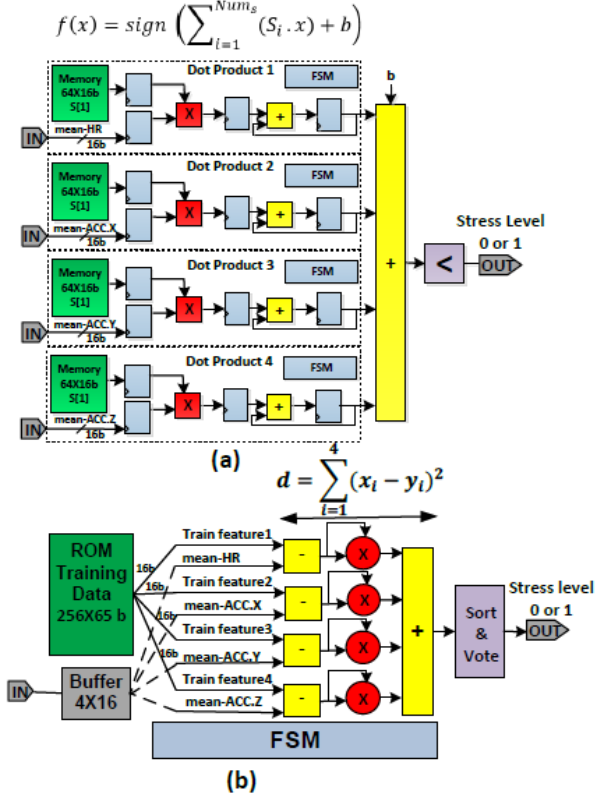 f(x) = sign (∑_{i=1}^{Num_s} (S_i . x) + b)
Dot Product 1
FSM
b
Memory
64X16b
S[1]
X
+
IN
mean-HR
16b
Dot Product 2
FSM
Memory
64X16b
S[1]
X
+
IN
mean-ACC.X
16b
Dot Product 3
FSM
Memory
64X16b
S[1]
X
+
IN
mean-ACC.Y
16b
Dot Product 4
FSM
Memory
64X16b
S[1]
X
+
IN
mean-ACC.Z
16b
+
<
Stress Level
0 or 1
OUT
(a)
d = ∑_{i=1}^{4} (x_i − y_i)^2
ROM
Training
Data
256X65 b
16b
16b
16b
16b
IN
Buffer
4X16
Train feature1
mean-HR
Train feature2
mean-ACC.X
Train feature3
mean-ACC.Y
Train feature4
mean-ACC.Z
-
X
-
X
-
X
-
X
+
Sort
&
Vote
Stress level
0 or 1
OUT
FSM
(b)